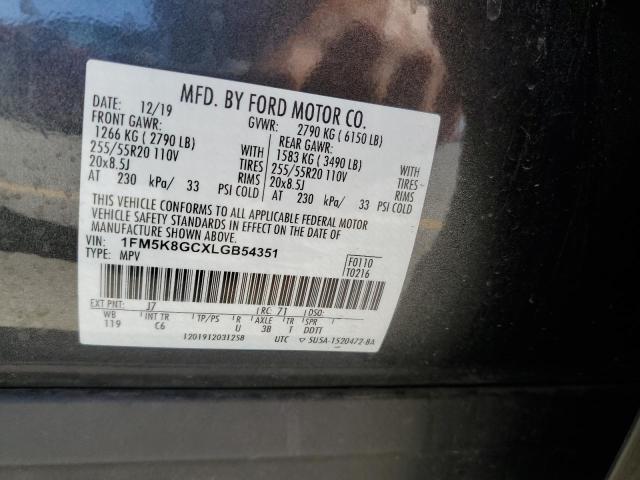 MFD. BY FORD MOTOR CO.
DATE: 12/19 GVWR: 2790 KG ( 6150 LB)
FRONT GAWR: REAR GAWR:
1266 KG ( 2790 LB) WITH 1583 KG ( 3490 LB) WITH
255/55R20 110V TIRES 255/55R20 110V TIRES
20x8.5J RIMS 20x8.5J RIMS
AT 230 kPa/ 33 PSI COLD AT 230 kPa/ 33 PSI COLD
THIS VEHICLE CONFORMS TO ALL APPLICABLE FEDERAL MOTOR
VEHICLE SAFETY STANDARDS IN EFFECT ON THE DATE OF
MANUFACTURE SHOWN ABOVE.
VIN: 1FM5K8GCXLGB54351 F0110
TYPE: MPV T0216
EXT PNT: J7 RC: 71 DSO:
WB INT TR TP/PS R AXLE TR SPR
119 C6 U 3B T DDTT
1201912031258 UTC ▽ 5USA-1520472-BA